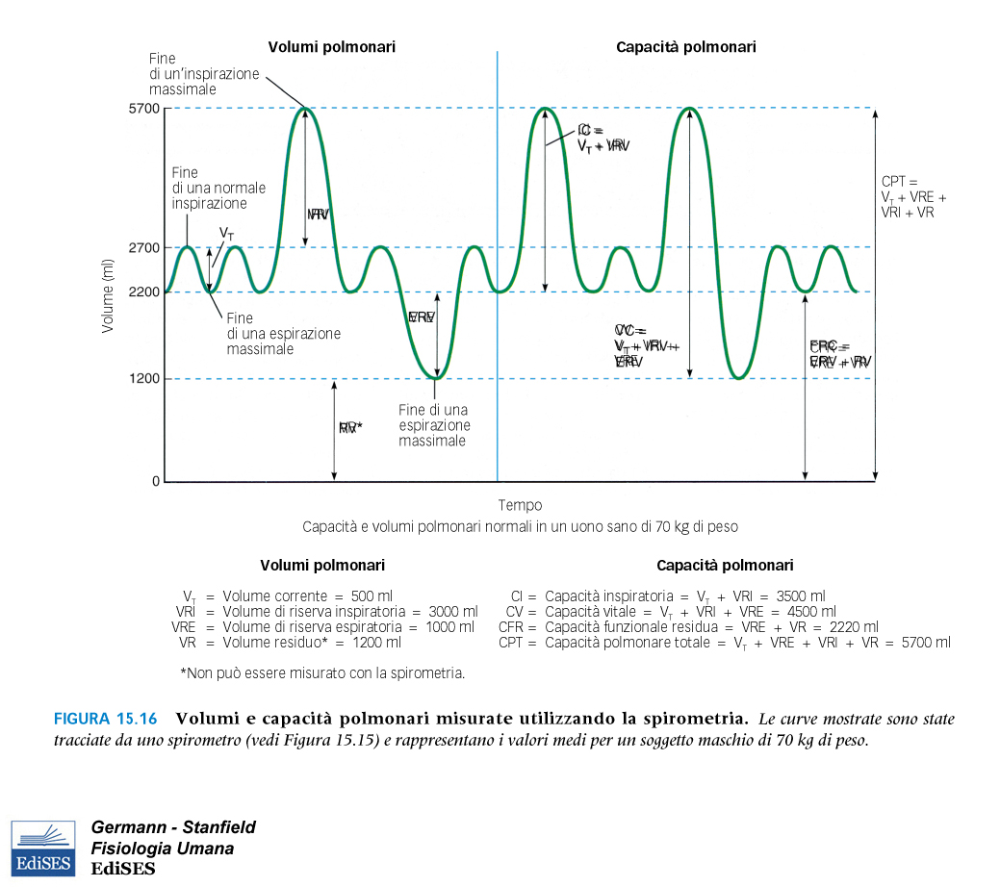 Volumi polmonari
Capacità polmonari
Fine
di un'inspirazione
massimale
5700
Fine
di una normale
inspirazione
V_T
2700
2200
1200
0
Volume (ml)
Fine
di una espirazione
massimale
Fine di una
espirazione
massimale
V_T +
CPT =
V_T + VRE +
VRI + VR
Tempo
Capacità e volumi polmonari normali in un uono sano di 70 kg di peso
Volumi polmonari
V_T = Volume corrente = 500 ml
VRI = Volume di riserva inspiratoria = 3000 ml
VRE = Volume di riserva espiratoria = 1000 ml
VR = Volume residuo* = 1200 ml
*Non può essere misurato con la spirometria.
Capacità polmonari
CI = Capacità inspiratoria = V_T + VRI = 3500 ml
CV = Capacità vitale = V_T + VRI + VRE = 4500 ml
CFR = Capacità funzionale residua = VRE + VR = 2220 ml
CPT = Capacità polmonare totale = V_T + VRE + VRI + VR = 5700 ml
FIGURA 15.16 Volumi e capacità polmonari misurate utilizzando la spirometria. Le curve mostrate sono state
tracciate da uno spirometro (vedi Figura 15.15) e rappresentano i valori medi per un soggetto maschio di 70 kg di peso.
EdiSES
Germann - Stanfield
Fisiologia Umana
EdiSES